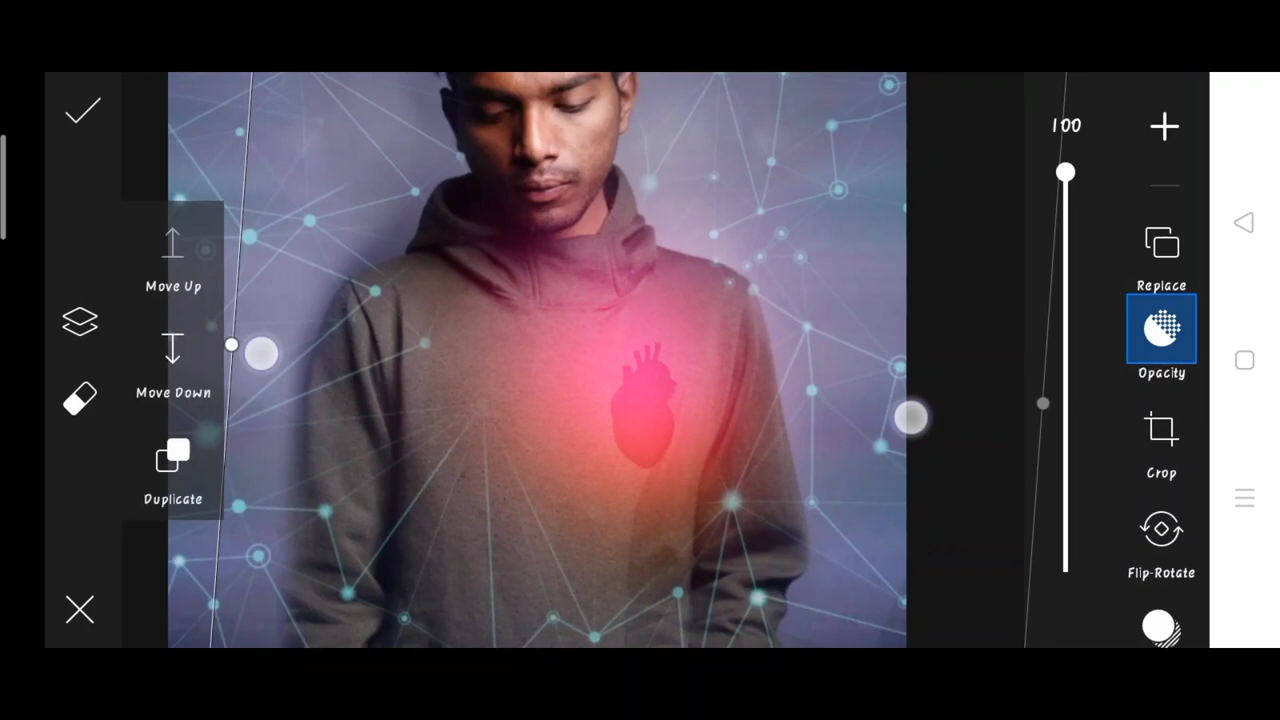 100
Move Up
Replace
Opacity
Move Down
Crop
Duplicate
Flip-Rotate